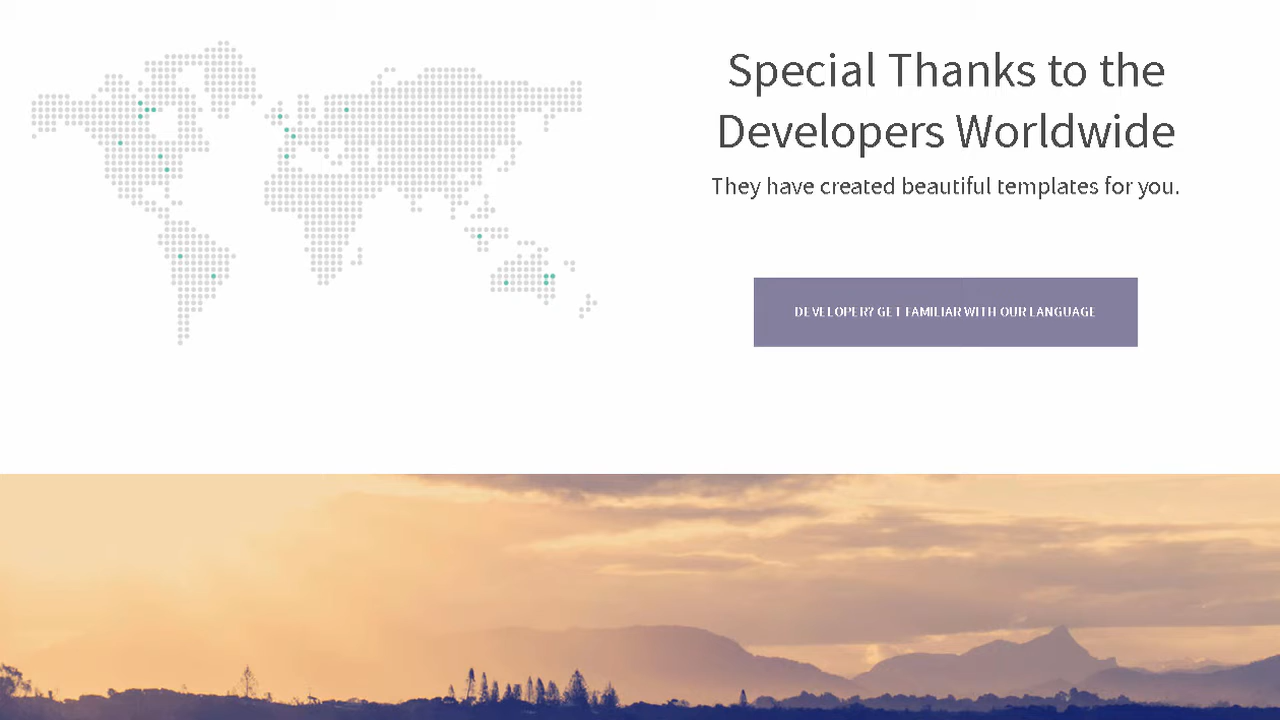 Special Thanks to the
Developers Worldwide
They have created beautiful templates for you.
DEVELOPER? GET FAMILIAR WITH OUR LANGUAGE